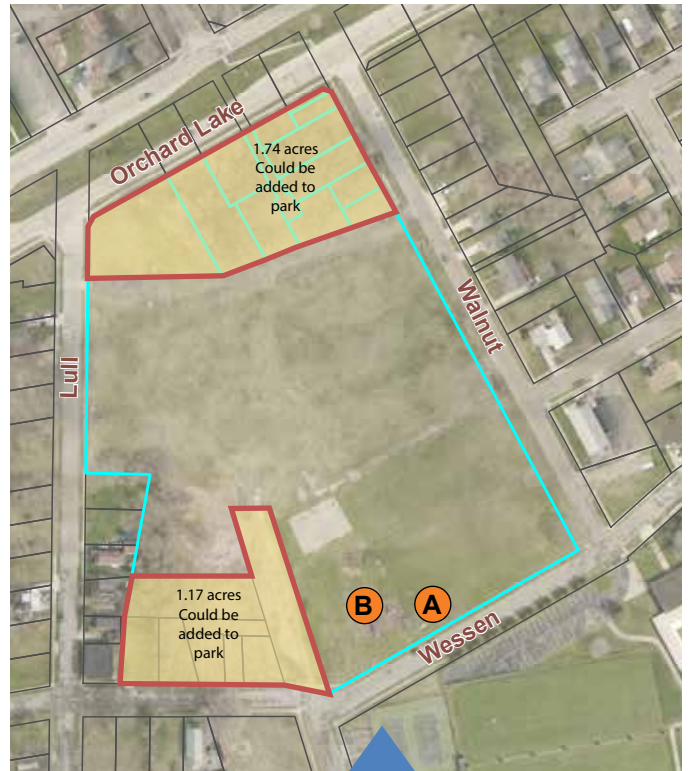 Orchard Lake
1.74 acres
Could be
added to
park
Walnut
Lull
1.17 acres
Could be
added to
park
B
A
Wessen